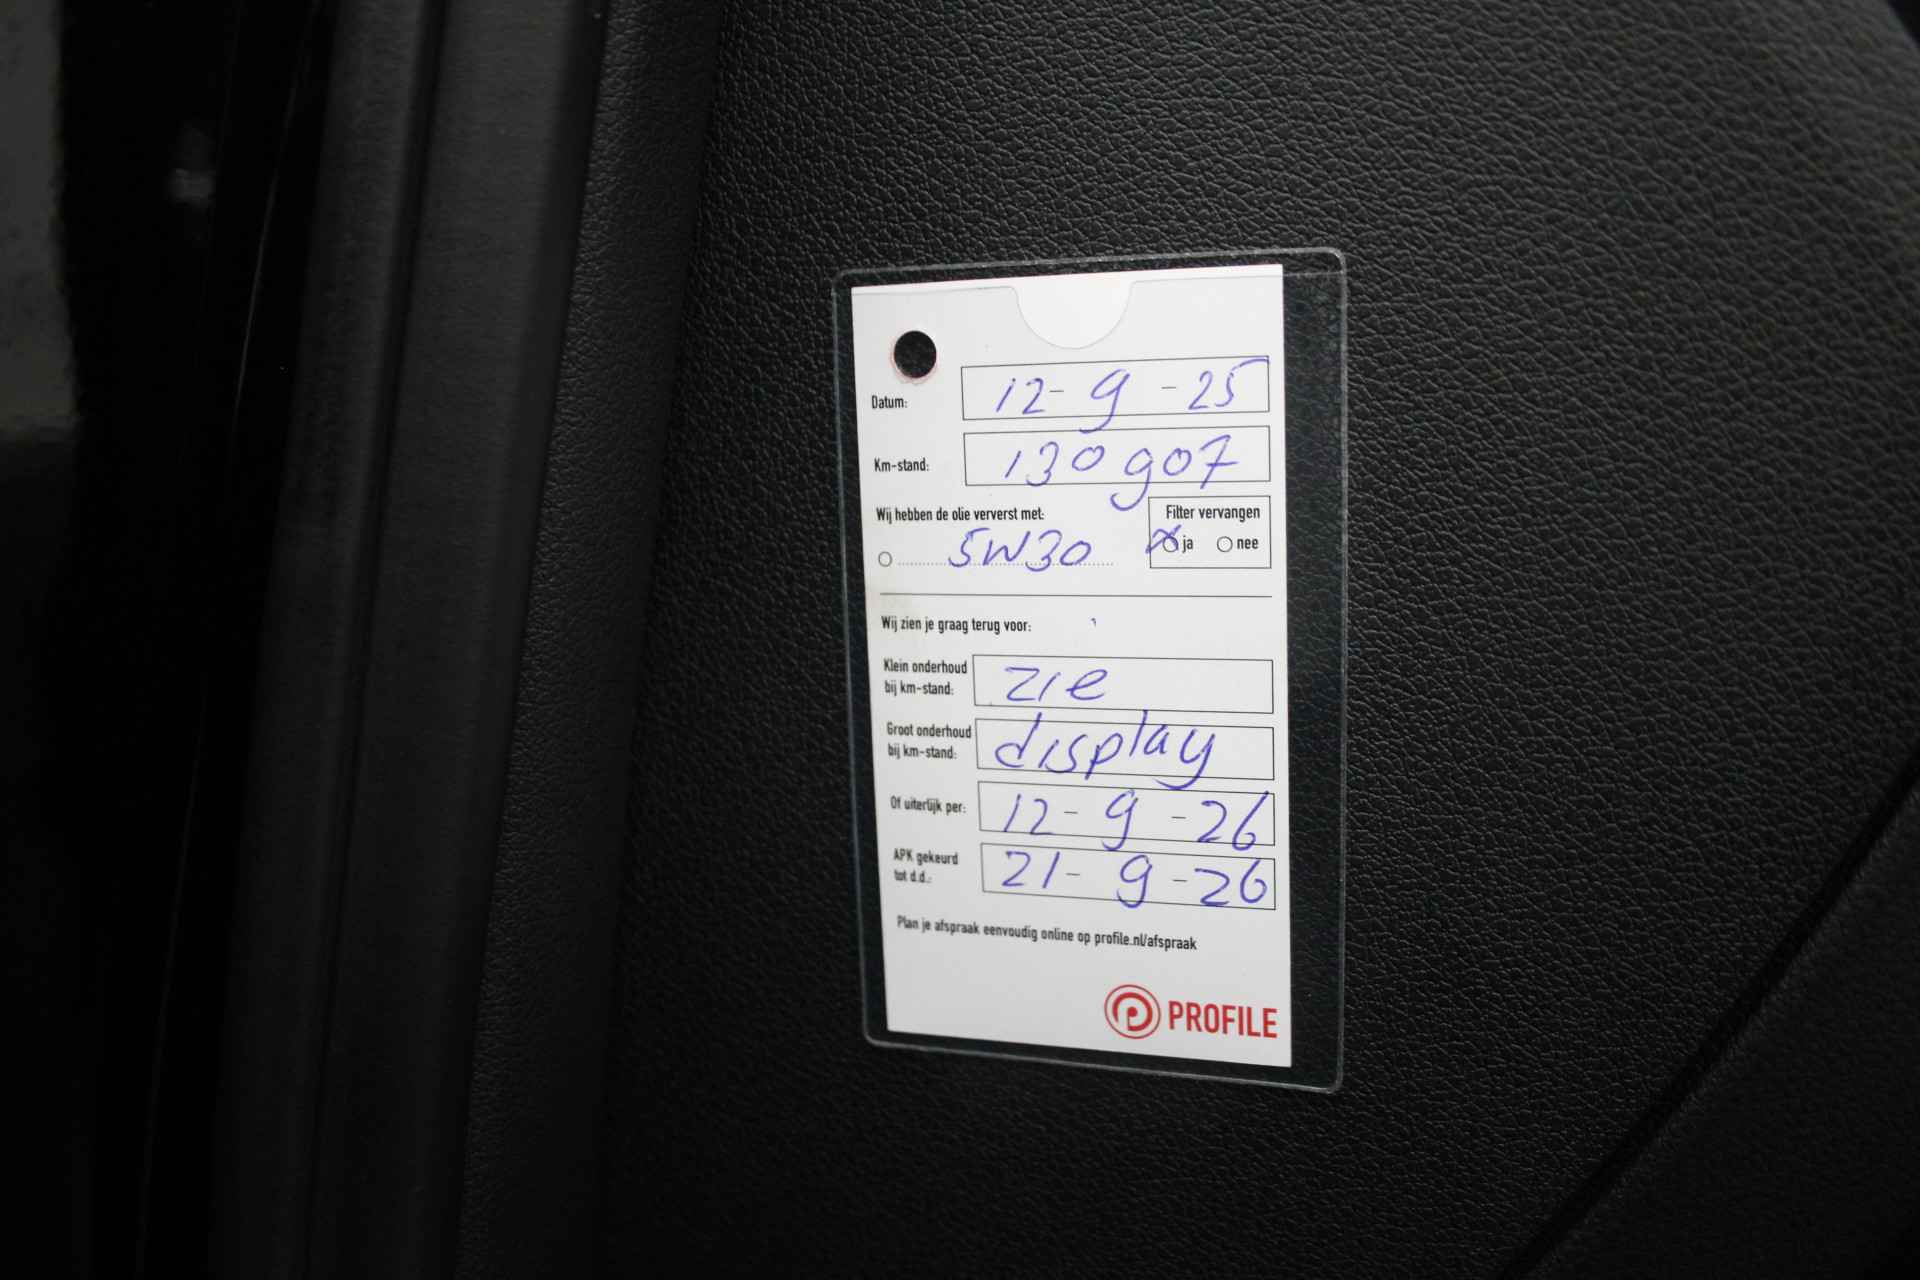 Datum: 12-9-25
Km-stand: 130907
Wij hebben de olie ververst met:
Filter vervangen
5W30
ja nee
Wij zien je graag terug voor:
Klein onderhoud
bij km-stand: zie
Groot onderhoud
bij km-stand: display
Of uiterlijk per: 12-9-26
APK gekeurd
tot d.d.: 21-9-26
Plan je afspraak eenvoudig online op profile.nl/afspraak
PROFILE